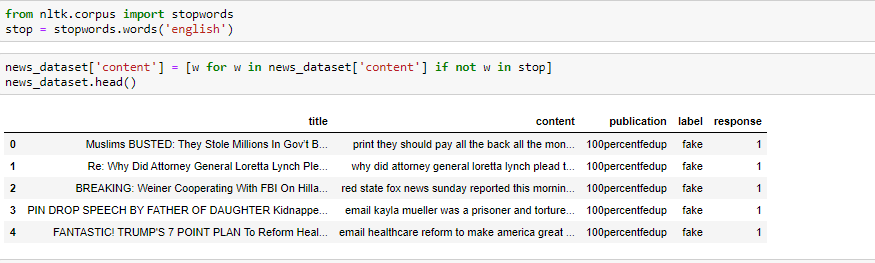 from nltk.corpus import stopwords
stop = stopwords.words('english')
news_dataset['content'] = [w for w in news_dataset['content'] if not w in stop]
news_dataset.head()
title content publication label response
0 Muslims BUSTED: They Stole Millions In Gov't B... print they should pay all the back all the mon... 100percentfedup fake 1
1 Re: Why Did Attorney General Loretta Lynch Ple... why did attorney general loretta lynch plead t... 100percentfedup fake 1
2 BREAKING: Weiner Cooperating With FBI On Hilla... red state fox news sunday reported this mornin... 100percentfedup fake 1
3 PIN DROP SPEECH BY FATHER OF DAUGHTER Kidnappe... email kayla mueller was a prisoner and torture... 100percentfedup fake 1
4 FANTASTIC! TRUMP'S 7 POINT PLAN To Reform Heal... email healthcare reform to make america great ... 100percentfedup fake 1